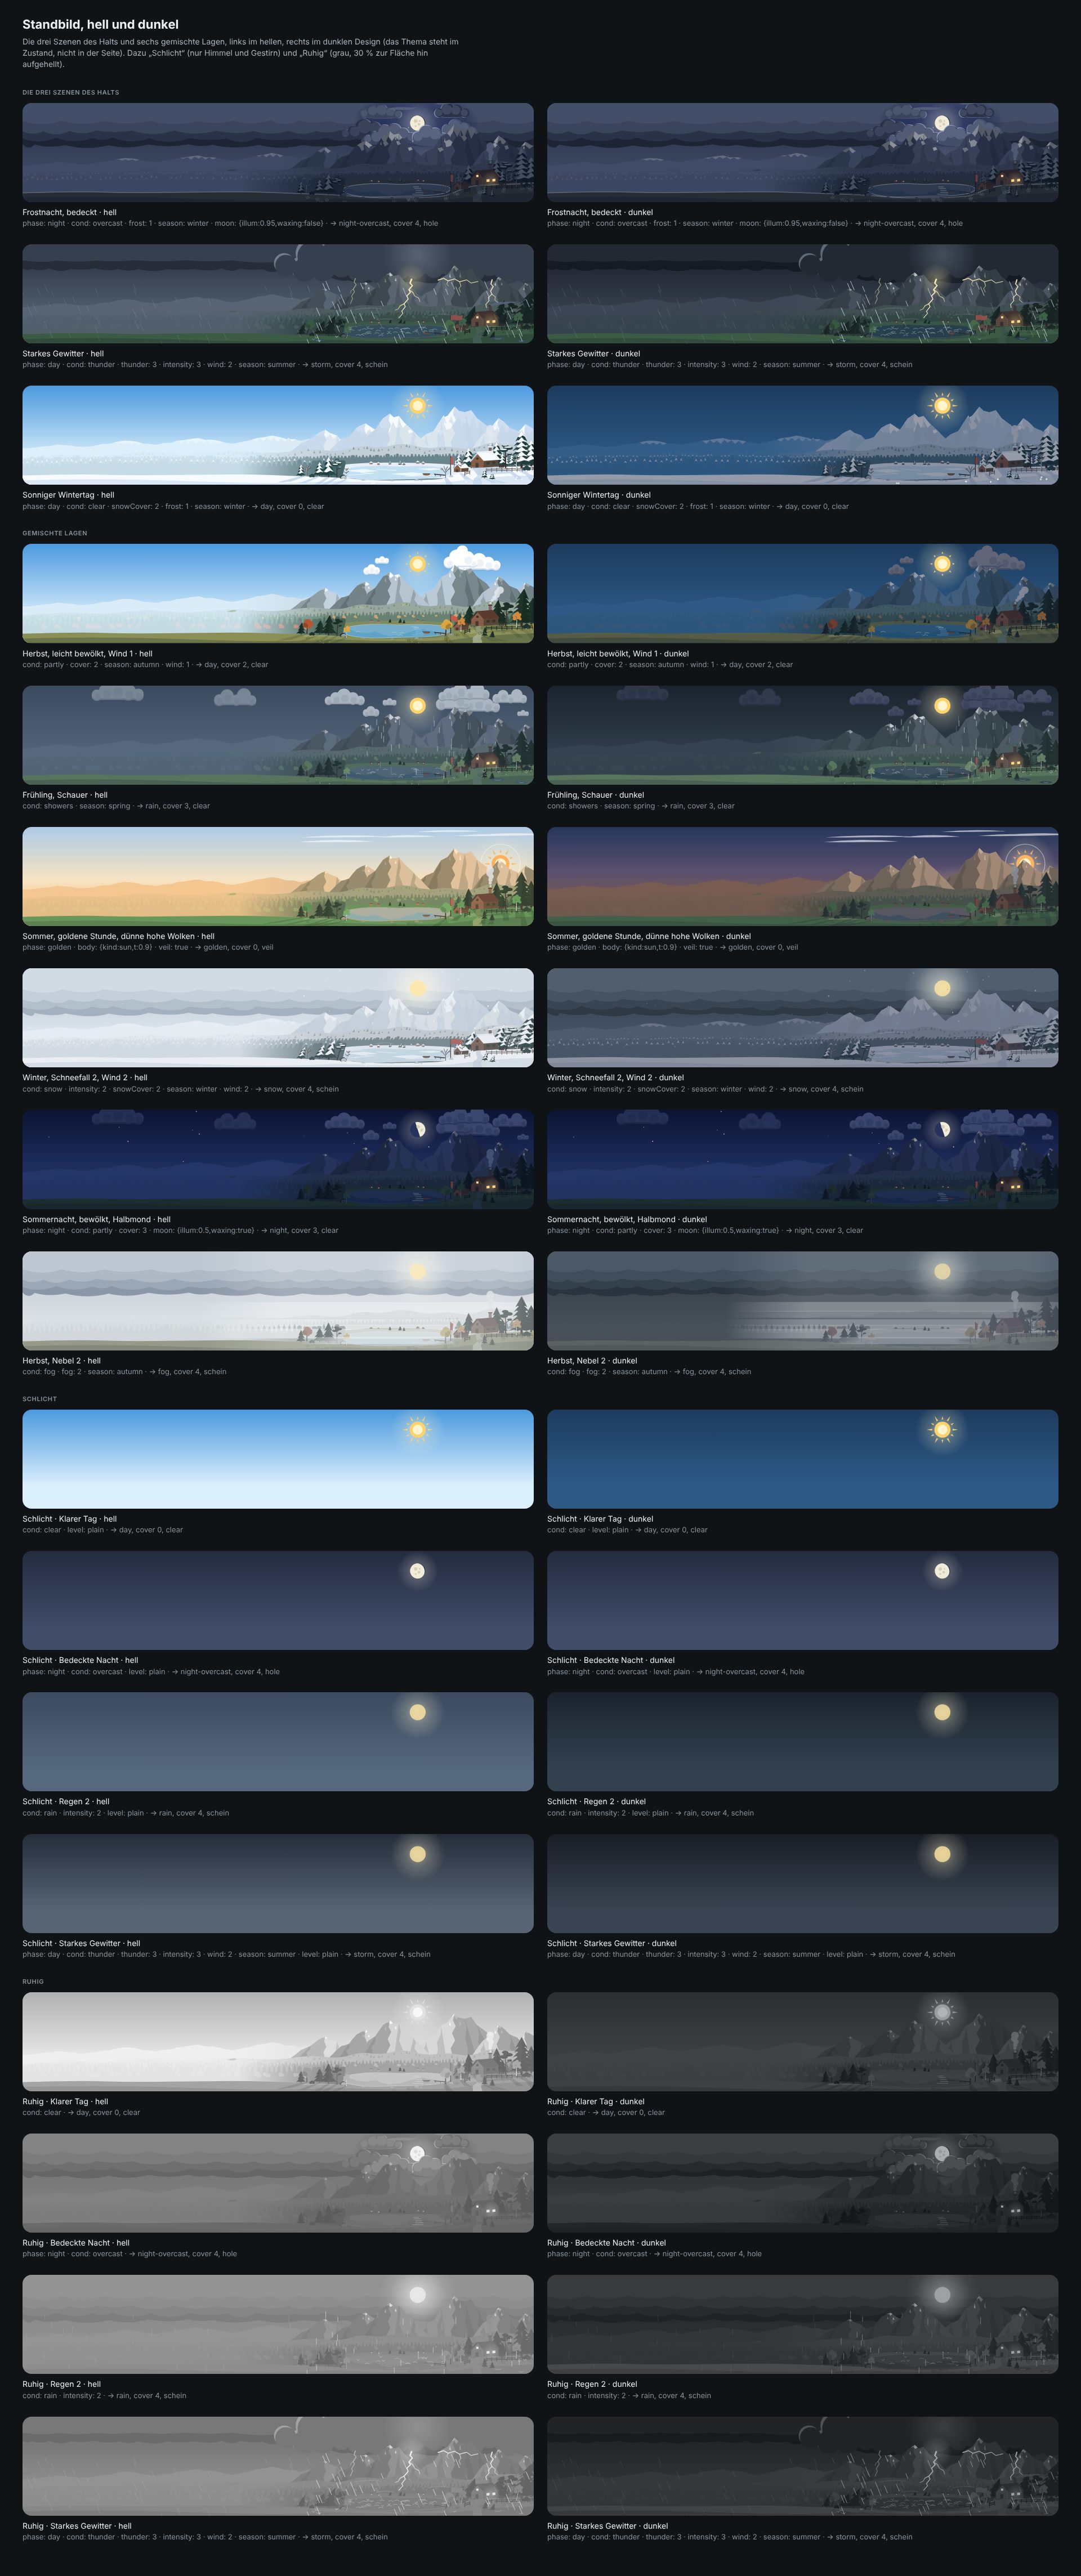 Standbild, hell und dunkel
Die drei Szenen des Halts und sechs gemischte Lagen, links im hellen, rechts im dunklen Design (das Thema steht im
Zustand, nicht in der Seite). Dazu „Schlicht“ (nur Himmel und Gestirn) und „Ruhig“ (grau, 30 % zur Fläche hin
aufgehellt).
DIE DREI SZENEN DES HALTS
Frostnacht, bedeckt · hell
phase: night · cond: overcast · frost: 1 · season: winter · moon: {illum:0.95,waxing:false} · → night-overcast, cover 4, hole
Frostnacht, bedeckt · dunkel
phase: night · cond: overcast · frost: 1 · season: winter · moon: {illum:0.95,waxing:false} · → night-overcast, cover 4, hole
Starkes Gewitter · hell
phase: day · cond: thunder · thunder: 3 · intensity: 3 · wind: 2 · season: summer · → storm, cover 4, schein
Starkes Gewitter · dunkel
phase: day · cond: thunder · thunder: 3 · intensity: 3 · wind: 2 · season: summer · → storm, cover 4, schein
Sonniger Wintertag · hell
phase: day · cond: clear · snowCover: 2 · frost: 1 · season: winter · → day, cover 0, clear
Sonniger Wintertag · dunkel
phase: day · cond: clear · snowCover: 2 · frost: 1 · season: winter · → day, cover 0, clear
GEMISCHTE LAGEN
Herbst, leicht bewölkt, Wind 1 · hell
cond: partly · cover: 2 · season: autumn · wind: 1 · → day, cover 2, clear
Herbst, leicht bewölkt, Wind 1 · dunkel
cond: partly · cover: 2 · season: autumn · wind: 1 · → day, cover 2, clear
Frühling, Schauer · hell
cond: showers · season: spring · → rain, cover 3, clear
Frühling, Schauer · dunkel
cond: showers · season: spring · → rain, cover 3, clear
Sommer, goldene Stunde, dünne hohe Wolken · hell
phase: golden · body: {kind:sun,t:0.9} · veil: true · → golden, cover 0, veil
Sommer, goldene Stunde, dünne hohe Wolken · dunkel
phase: golden · body: {kind:sun,t:0.9} · veil: true · → golden, cover 0, veil
Winter, Schneefall 2, Wind 2 · hell
cond: snow · intensity: 2 · snowCover: 2 · season: winter · wind: 2 · → snow, cover 4, schein
Winter, Schneefall 2, Wind 2 · dunkel
cond: snow · intensity: 2 · snowCover: 2 · season: winter · wind: 2 · → snow, cover 4, schein
Sommernacht, bewölkt, Halbmond · hell
phase: night · cond: partly · cover: 3 · moon: {illum:0.5,waxing:true} · → night, cover 3, clear
Sommernacht, bewölkt, Halbmond · dunkel
phase: night · cond: partly · cover: 3 · moon: {illum:0.5,waxing:true} · → night, cover 3, clear
Herbst, Nebel 2 · hell
cond: fog · fog: 2 · season: autumn · → fog, cover 4, schein
Herbst, Nebel 2 · dunkel
cond: fog · fog: 2 · season: autumn · → fog, cover 4, schein
SCHLICHT
Schlicht · Klarer Tag · hell
cond: clear · level: plain · → day, cover 0, clear
Schlicht · Klarer Tag · dunkel
cond: clear · level: plain · → day, cover 0, clear
Schlicht · Bedeckte Nacht · hell
phase: night · cond: overcast · level: plain · → night-overcast, cover 4, hole
Schlicht · Bedeckte Nacht · dunkel
phase: night · cond: overcast · level: plain · → night-overcast, cover 4, hole
Schlicht · Regen 2 · hell
cond: rain · intensity: 2 · level: plain · → rain, cover 4, schein
Schlicht · Regen 2 · dunkel
cond: rain · intensity: 2 · level: plain · → rain, cover 4, schein
Schlicht · Starkes Gewitter · hell
phase: day · cond: thunder · thunder: 3 · intensity: 3 · wind: 2 · season: summer · level: plain · → storm, cover 4, schein
Schlicht · Starkes Gewitter · dunkel
phase: day · cond: thunder · thunder: 3 · intensity: 3 · wind: 2 · season: summer · level: plain · → storm, cover 4, schein
RUHIG
Ruhig · Klarer Tag · hell
cond: clear · → day, cover 0, clear
Ruhig · Klarer Tag · dunkel
cond: clear · → day, cover 0, clear
Ruhig · Bedeckte Nacht · hell
phase: night · cond: overcast · → night-overcast, cover 4, hole
Ruhig · Bedeckte Nacht · dunkel
phase: night · cond: overcast · → night-overcast, cover 4, hole
Ruhig · Regen 2 · hell
cond: rain · intensity: 2 · → rain, cover 4, schein
Ruhig · Regen 2 · dunkel
cond: rain · intensity: 2 · → rain, cover 4, schein
Ruhig · Starkes Gewitter · hell
phase: day · cond: thunder · thunder: 3 · intensity: 3 · wind: 2 · season: summer · → storm, cover 4, schein
Ruhig · Starkes Gewitter · dunkel
phase: day · cond: thunder · thunder: 3 · intensity: 3 · wind: 2 · season: summer · → storm, cover 4, schein